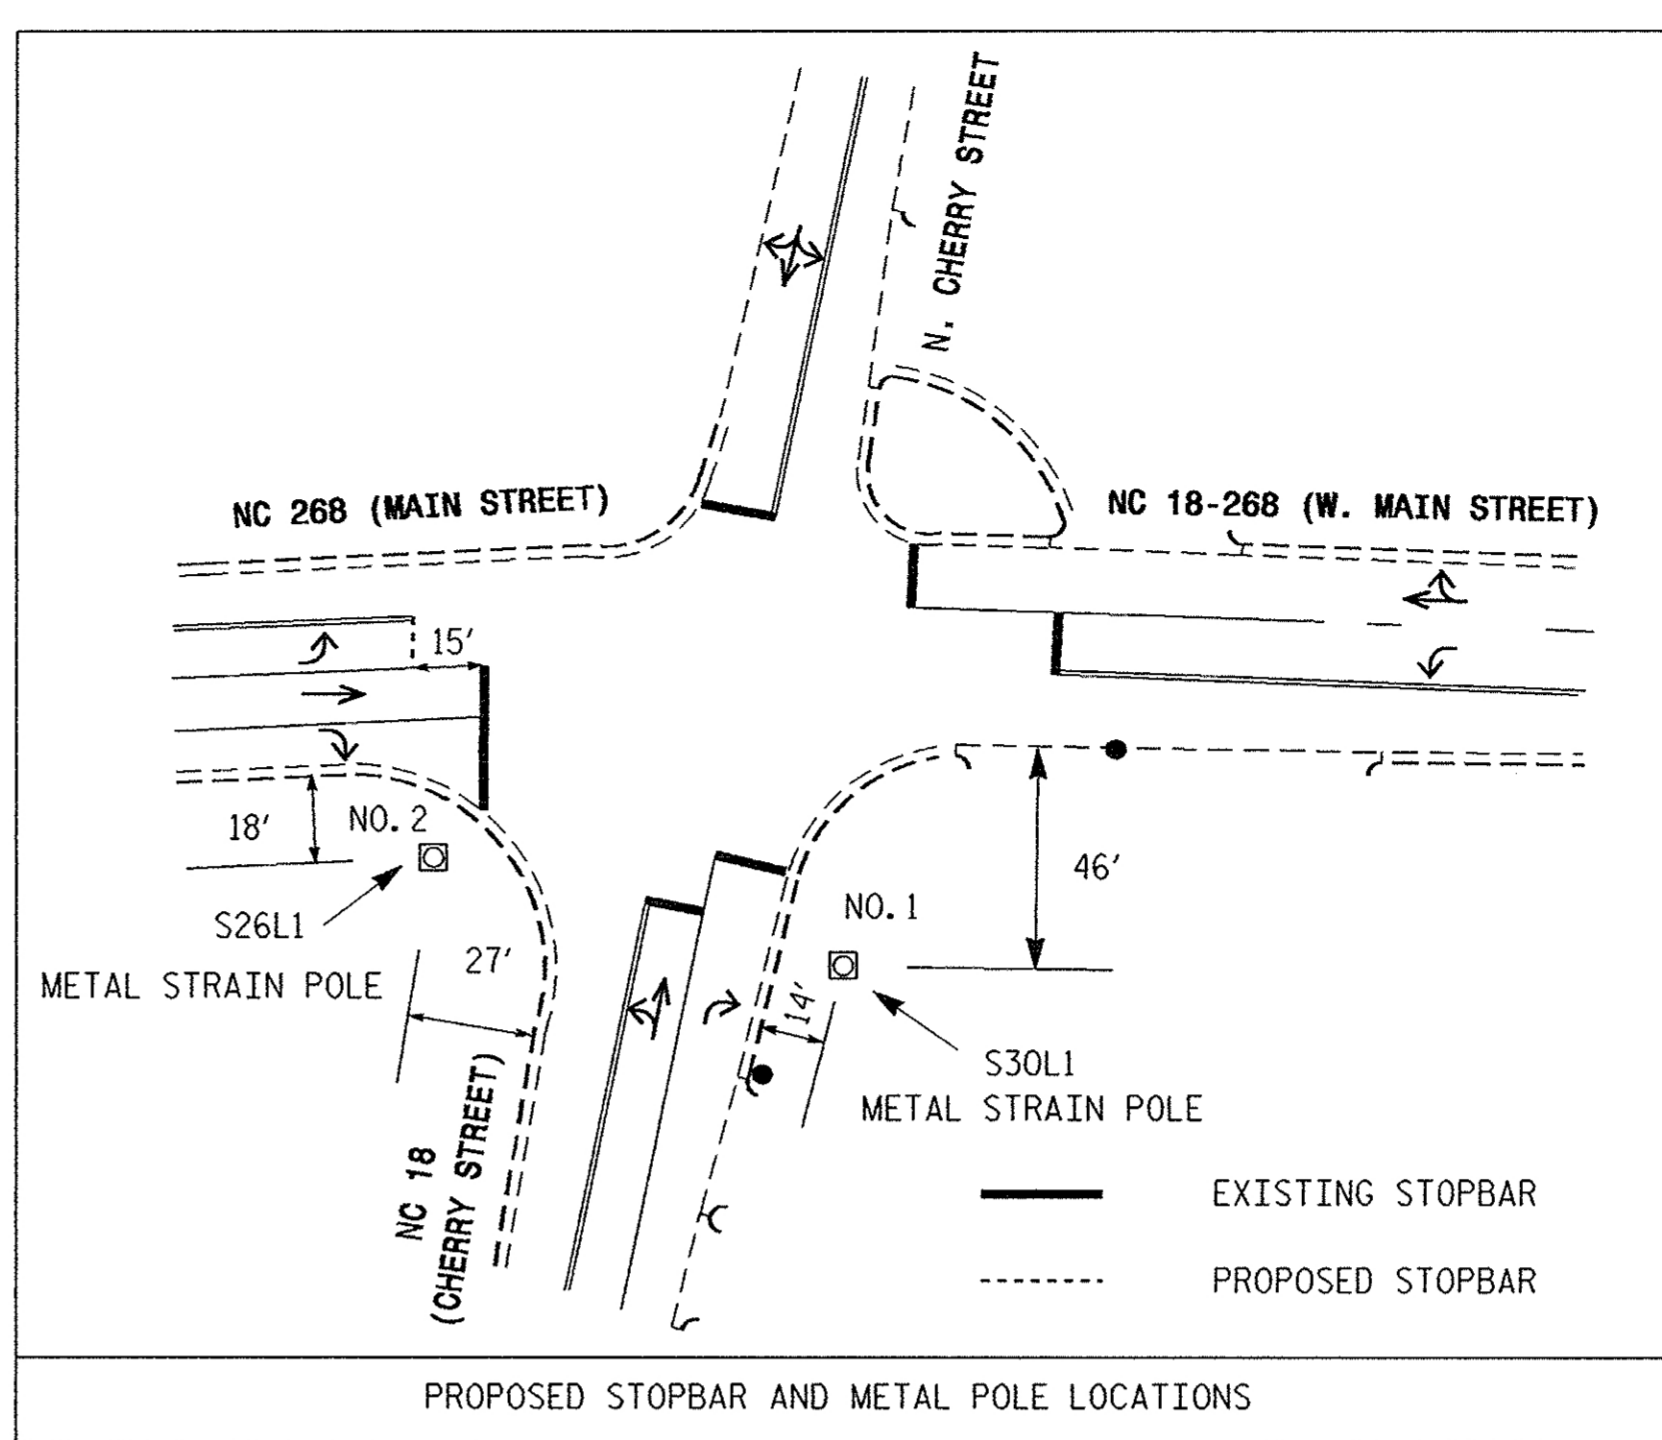 N. CHERRY STREET
NC 268 (MAIN STREET)
NC 18-268 (W. MAIN STREET)
15'
18'
NO. 2
S26L1
METAL STRAIN POLE
27'
NC 18
(CHERRY STREET)
46'
NO. 1
14'
S30L1
METAL STRAIN POLE
EXISTING STOPBAR
PROPOSED STOPBAR
PROPOSED STOPBAR AND METAL POLE LOCATIONS